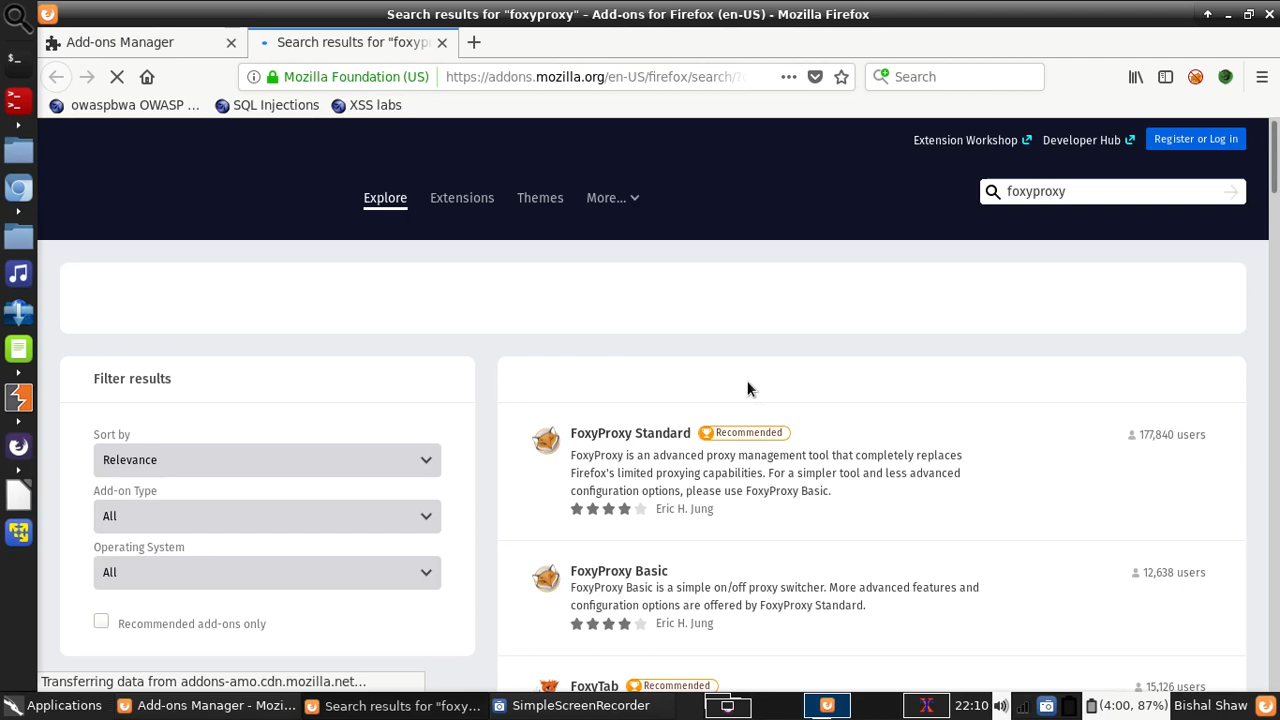 Search results for "foxyproxy" – Add-ons for Firefox (en-US) - Mozilla Firefox
Add-ons Manager
Search results for "foxyp
Mozilla Foundation (US)
https://addons.mozilla.org/en-US/firefox/search/?
Search
owaspbwa OWASP ...
SQL Injections
XSS labs
Extension Workshop
Developer Hub
Register or Log in
Explore
Extensions
Themes
More...
foxyproxy
Filter results
Sort by
Relevance
Add-on Type
All
Operating System
All
Recommended add-ons only
FoxyProxy Standard
Recommended
177,840 users
FoxyProxy is an advanced proxy management tool that completely replaces
Firefox's limited proxying capabilities. For a simpler tool and less advanced
configuration options, please use FoxyProxy Basic.
Eric H. Jung
FoxyProxy Basic
12,638 users
FoxyProxy Basic is a simple on/off proxy switcher. More advanced features and
configuration options are offered by FoxyProxy Standard.
Eric H. Jung
FoxyTab
Recommended
15,126 users
Transferring data from addons-amo.cdn.mozilla.net...
Applications
Add-ons Manager - Mozi...
Search results for "foxy...
SimpleScreenRecorder
22:10
(4:00, 87%)
Bishal Shaw